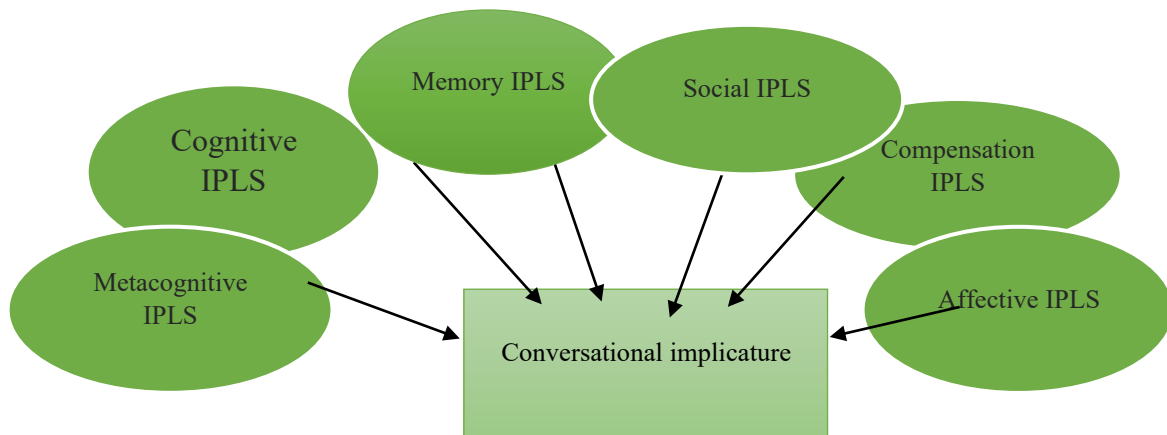 Memory IPLS
Social IPLS
Cognitive
IPLS
Compensation
IPLS
Metacognitive
IPLS
Affective IPLS
Conversational implicature